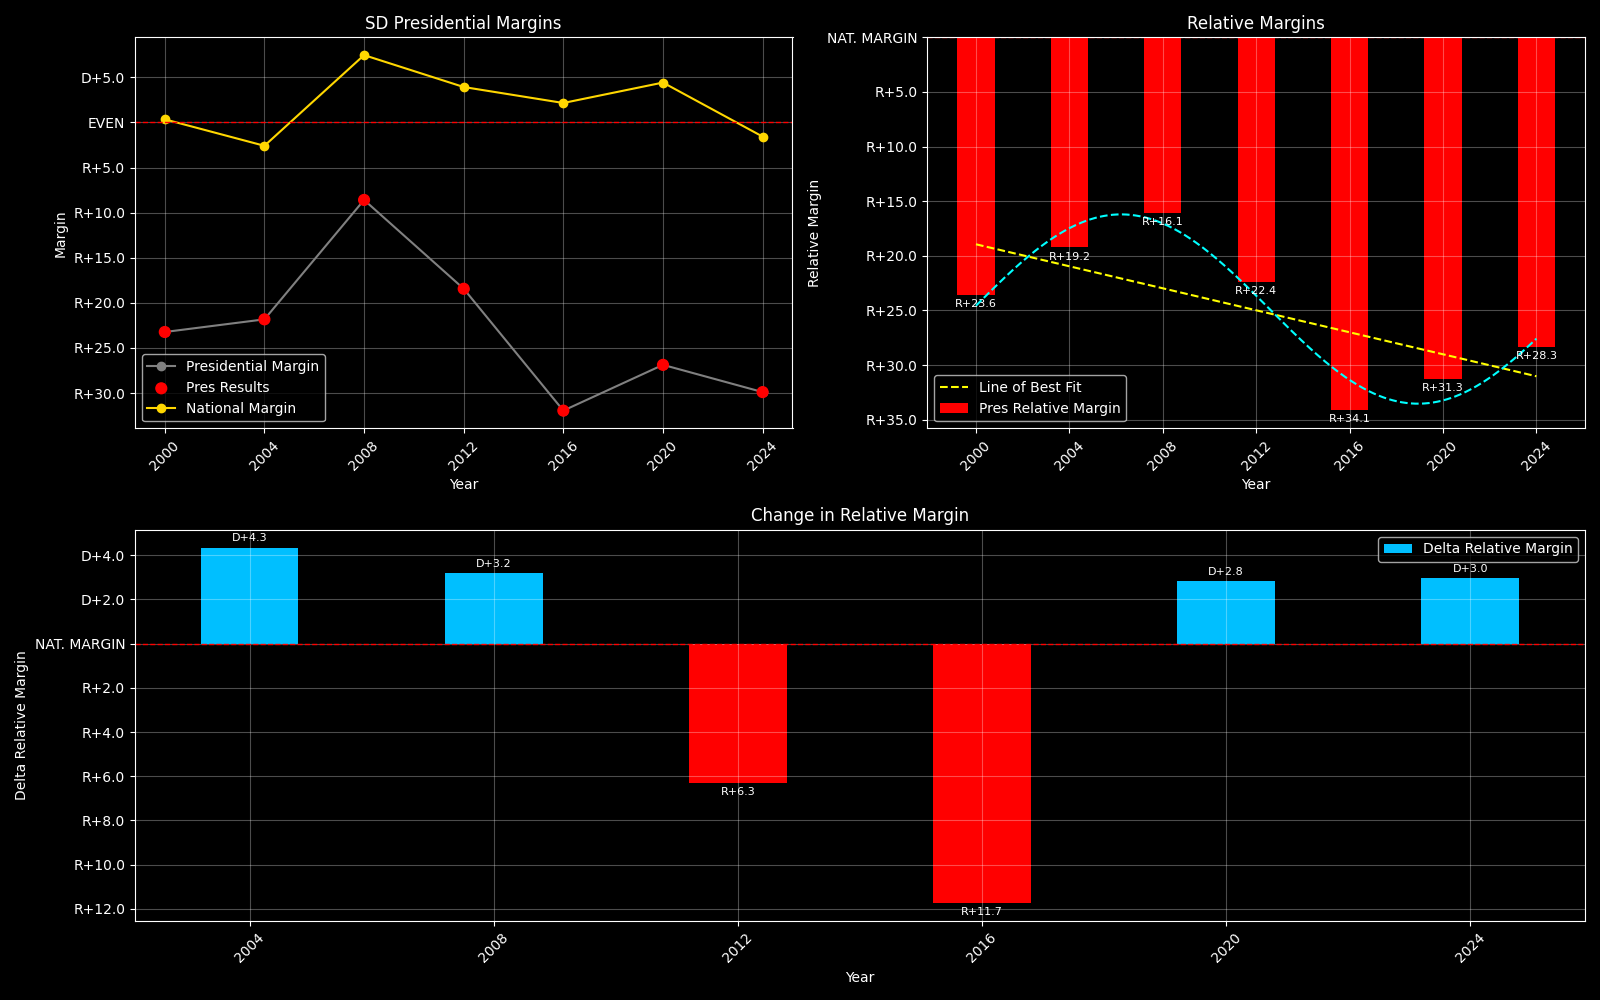 SD Presidential Margins
Margin
D+5.0
EVEN
R+5.0
R+10.0
R+15.0
R+20.0
R+25.0
R+30.0
Presidential Margin
Pres Results
National Margin
2000
2004
2008
2012
2016
2020
2024
Year
Relative Margins
Relative Margin
NAT. MARGIN
R+5.0
R+10.0
R+15.0
R+20.0
R+25.0
R+30.0
R+35.0
R+23.6
R+19.2
R+16.1
R+22.4
R+34.1
R+31.3
R+28.3
Line of Best Fit
Pres Relative Margin
2000
2004
2008
2012
2016
2020
2024
Year
Change in Relative Margin
Delta Relative Margin
D+4.0
D+2.0
NAT. MARGIN
R+2.0
R+4.0
R+6.0
R+8.0
R+10.0
R+12.0
D+4.3
D+3.2
R+6.3
R+11.7
D+2.8
D+3.0
Delta Relative Margin
2004
2008
2012
2016
2020
2024
Year